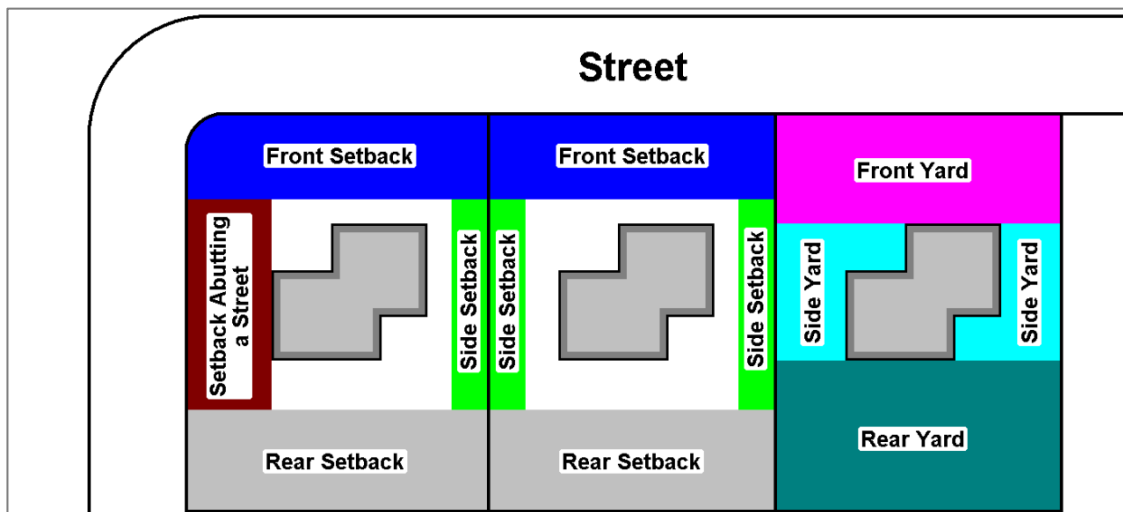 Street
Front Setback
Front Setback
Front Yard
Setback Abutting
a Street
Side Setback
Side Setback
Side Setback
Side Yard
Side Yard
Rear Setback
Rear Setback
Rear Yard